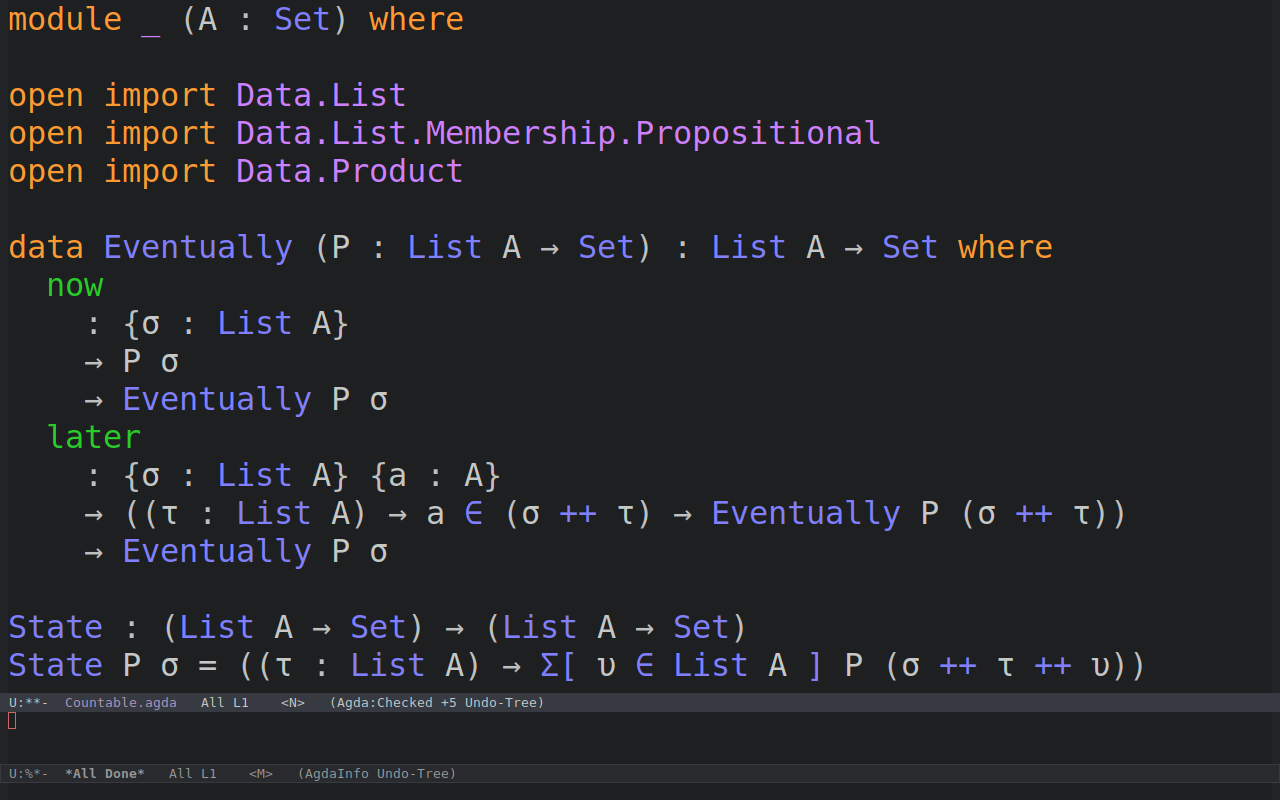 module _ (A : Set) where
open import Data.List
open import Data.List.Membership.Propositional
open import Data.Product
data Eventually (P : List A → Set) : List A → Set where
now
: {σ : List A}
→ P σ
→ Eventually P σ
later
: {σ : List A} {a : A}
→ ((τ : List A) → a ∈ (σ ++ τ) → Eventually P (σ ++ τ))
→ Eventually P σ
State : (List A → Set) → (List A → Set)
State P σ = ((τ : List A) → Σ[ υ ∈ List A ] P (σ ++ τ ++ υ))
U:**-  Countable.agda   All L1    <N>   (Agda:Checked +5 Undo-Tree)
U:%*-  *All Done*   All L1    <M>   (AgdaInfo Undo-Tree)